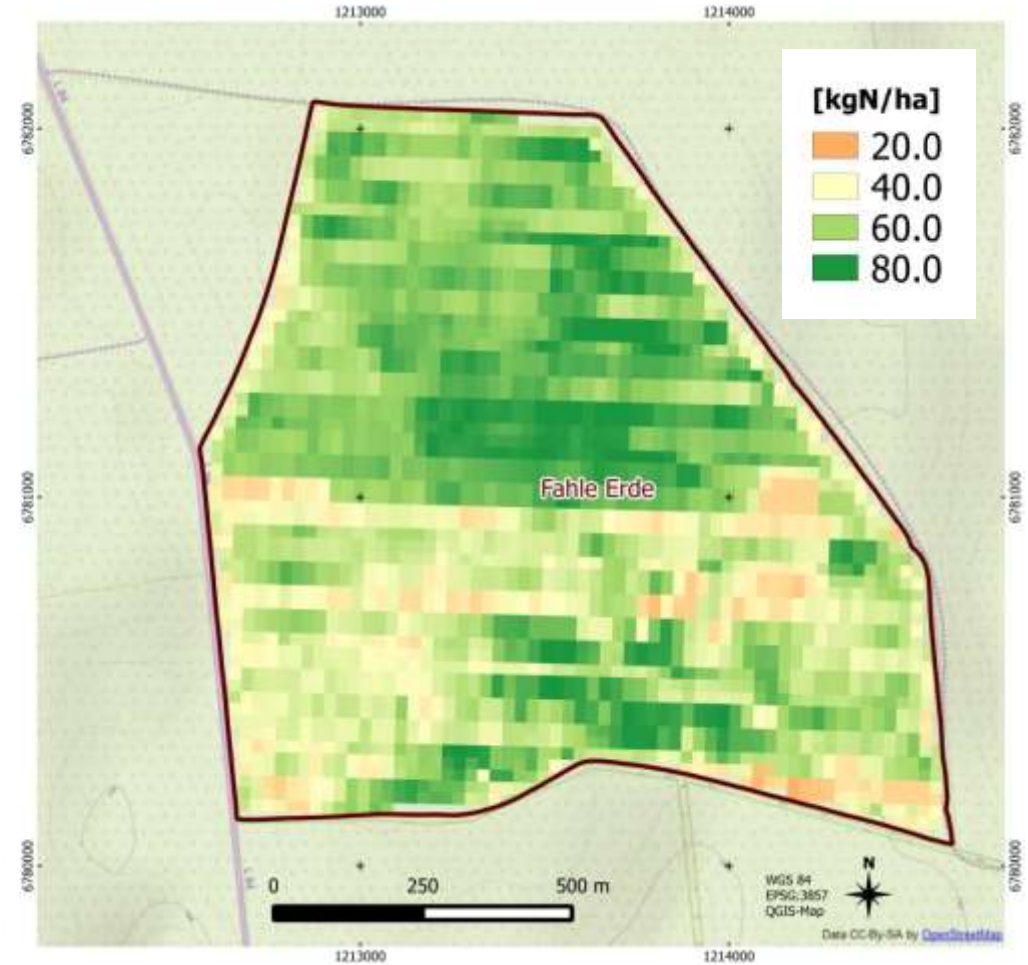 1213000 1214000
[kgN/ha]
20.0
40.0
60.0
80.0
6782000 6782000
L 84
6781000 6781000
Fahle Erde
6780000 6780000
0 250 500 m
WGS 84
EPSG:3857
QGIS-Map
N
Data CC-By-SA by OpenStreetMap
1213000 1214000